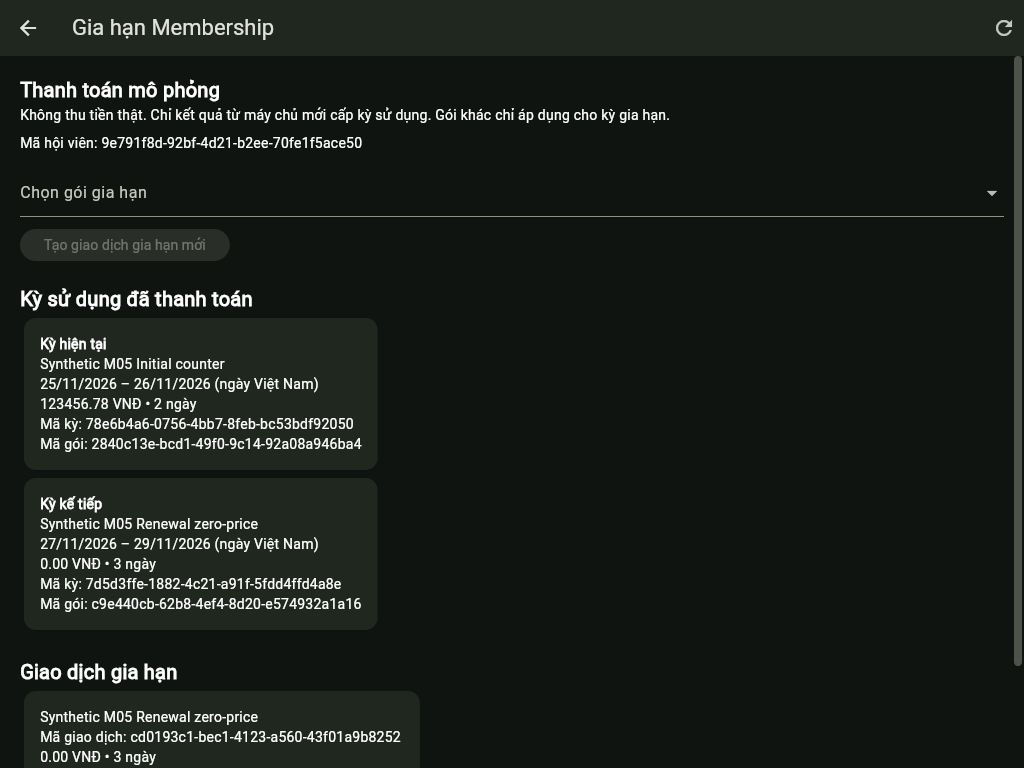 Gia hạn Membership
Thanh toán mô phỏng
Không thu tiền thật. Chỉ kết quả từ máy chủ mới cấp kỳ sử dụng. Gói khác chỉ áp dụng cho kỳ gia hạn.
Mã hội viên: 9e791f8d-92bf-4d21-b2ee-70fe1f5ace50
Chọn gói gia hạn
Tạo giao dịch gia hạn mới
Kỳ sử dụng đã thanh toán
Kỳ hiện tại
Synthetic M05 Initial counter
25/11/2026 – 26/11/2026 (ngày Việt Nam)
123456.78 VNĐ • 2 ngày
Mã kỳ: 78e6b4a6-0756-4bb7-8feb-bc53bdf92050
Mã gói: 2840c13e-bcd1-49f0-9c14-92a08a946ba4
Kỳ kế tiếp
Synthetic M05 Renewal zero-price
27/11/2026 – 29/11/2026 (ngày Việt Nam)
0.00 VNĐ • 3 ngày
Mã kỳ: 7d5d3ffe-1882-4c21-a91f-5fdd4ffd4a8e
Mã gói: c9e440cb-62b8-4ef4-8d20-e574932a1a16
Giao dịch gia hạn
Synthetic M05 Renewal zero-price
Mã giao dịch: cd0193c1-bec1-4123-a560-43f01a9b8252
0.00 VNĐ • 3 ngày